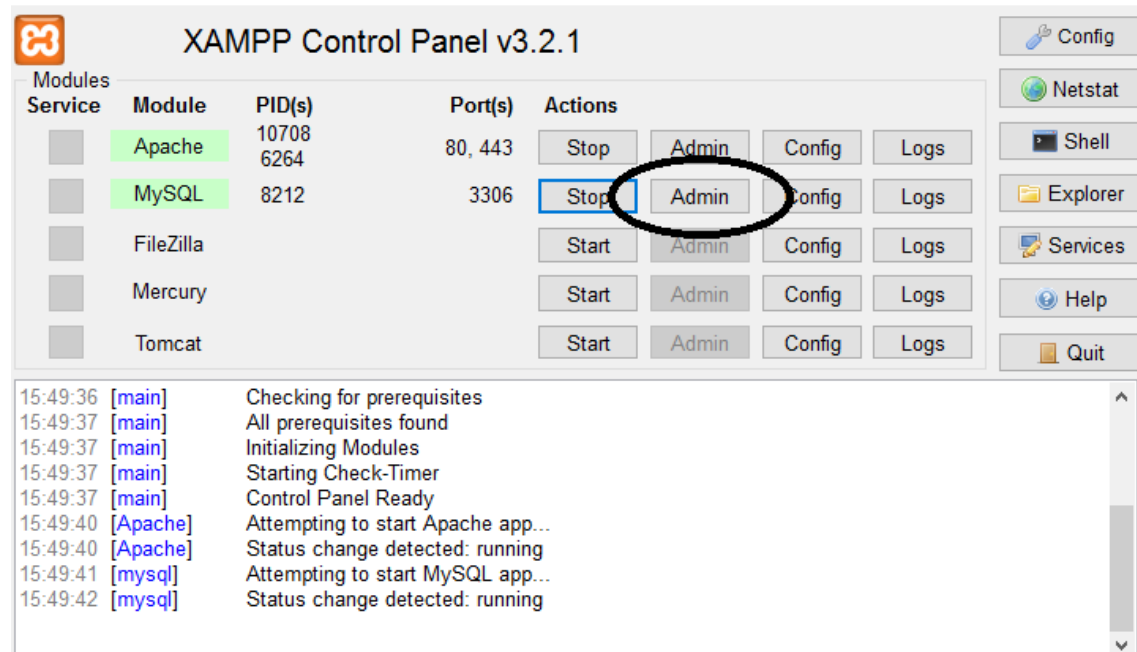 XAMPP Control Panel v3.2.1
Config
Modules
Netstat
Service Module PID(s) Port(s) Actions
Apache 10708 6264 80, 443 Stop Admin Config Logs
Shell
MySQL 8212 3306 Stop Admin Config Logs
Explorer
FileZilla Start Admin Config Logs
Services
Mercury Start Admin Config Logs
Help
Tomcat Start Admin Config Logs
Quit
15:49:36 [main] Checking for prerequisites
15:49:37 [main] All prerequisites found
15:49:37 [main] Initializing Modules
15:49:37 [main] Starting Check-Timer
15:49:37 [main] Control Panel Ready
15:49:40 [Apache] Attempting to start Apache app...
15:49:40 [Apache] Status change detected: running
15:49:41 [mysql] Attempting to start MySQL app...
15:49:42 [mysql] Status change detected: running